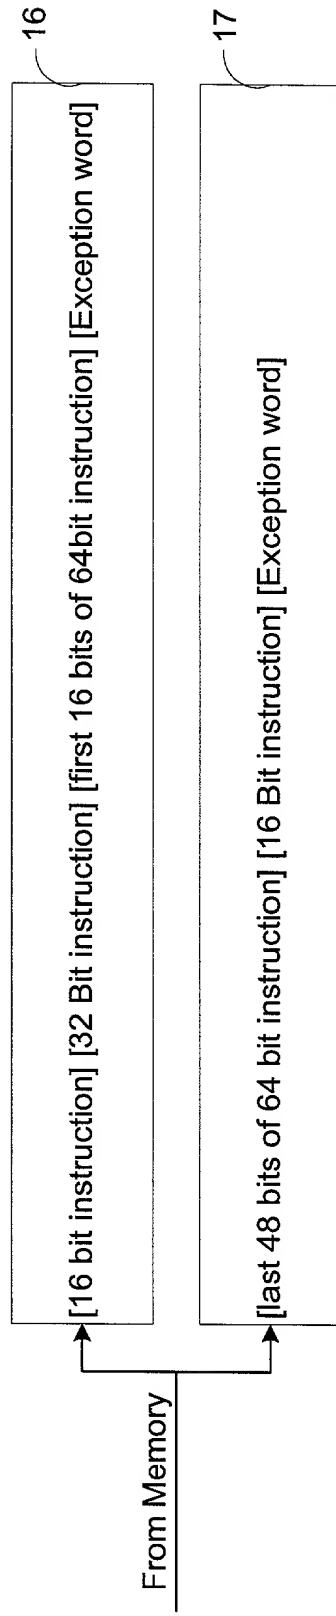 From Memory
[16 bit instruction] [32 Bit instruction] [first 16 bits of 64bit instruction] [Exception word]
16
[last 48 bits of 64 bit instruction] [16 Bit instruction] [Exception word]
17